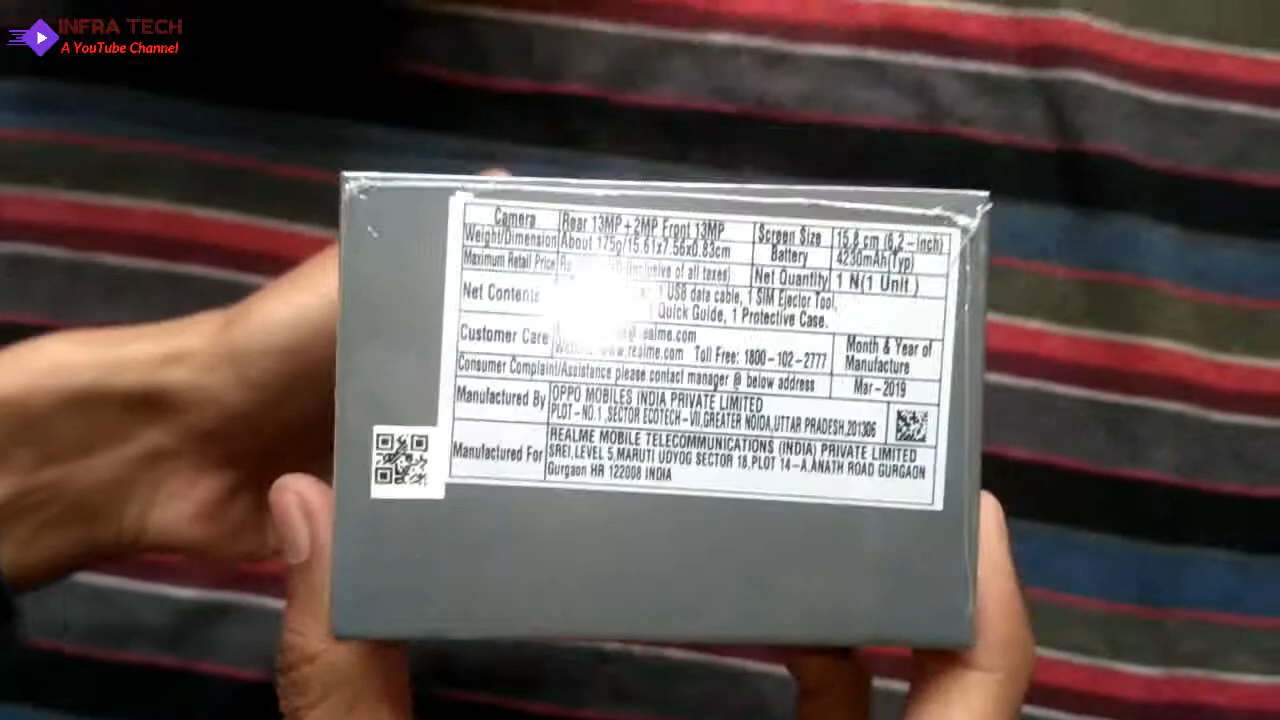 INFRA TECH
A YouTube Channel
Camera Rear 13MP+2MP Front 13MP Screen Size 15.8 cm (6.2-Inch)
Weight/Dimension About 175g/15.61x7.56x0.83cm Battery 4230mAh(Typ)
Maximum Retail Price (inclusive of all taxes) Net Quantity 1 N(1 Unit)
Net Contents 1 USB data cable, 1 SIM Ejector Tool,
1 Quick Guide, 1 Protective Case.
Customer Care
www.realme.com Toll Free: 1800-102-2777
Month & Year of
Manufacture
Consumer Complaint/Assistance please contact manager @ below address
Mar-2019
Manufactured By OPPO MOBILES INDIA PRIVATE LIMITED
PLOT-NO.1,SECTOR ECOTECH-VII,GREATER NOIDA,UTTAR PRADESH,201306
Manufactured For REALME MOBILE TELECOMMUNICATIONS (INDIA) PRIVATE LIMITED
SREI,LEVEL 5,MARUTI UDYOG SECTOR 18,PLOT 14-A,ANATH ROAD GURGAON
Gurgaon HR 122008 INDIA